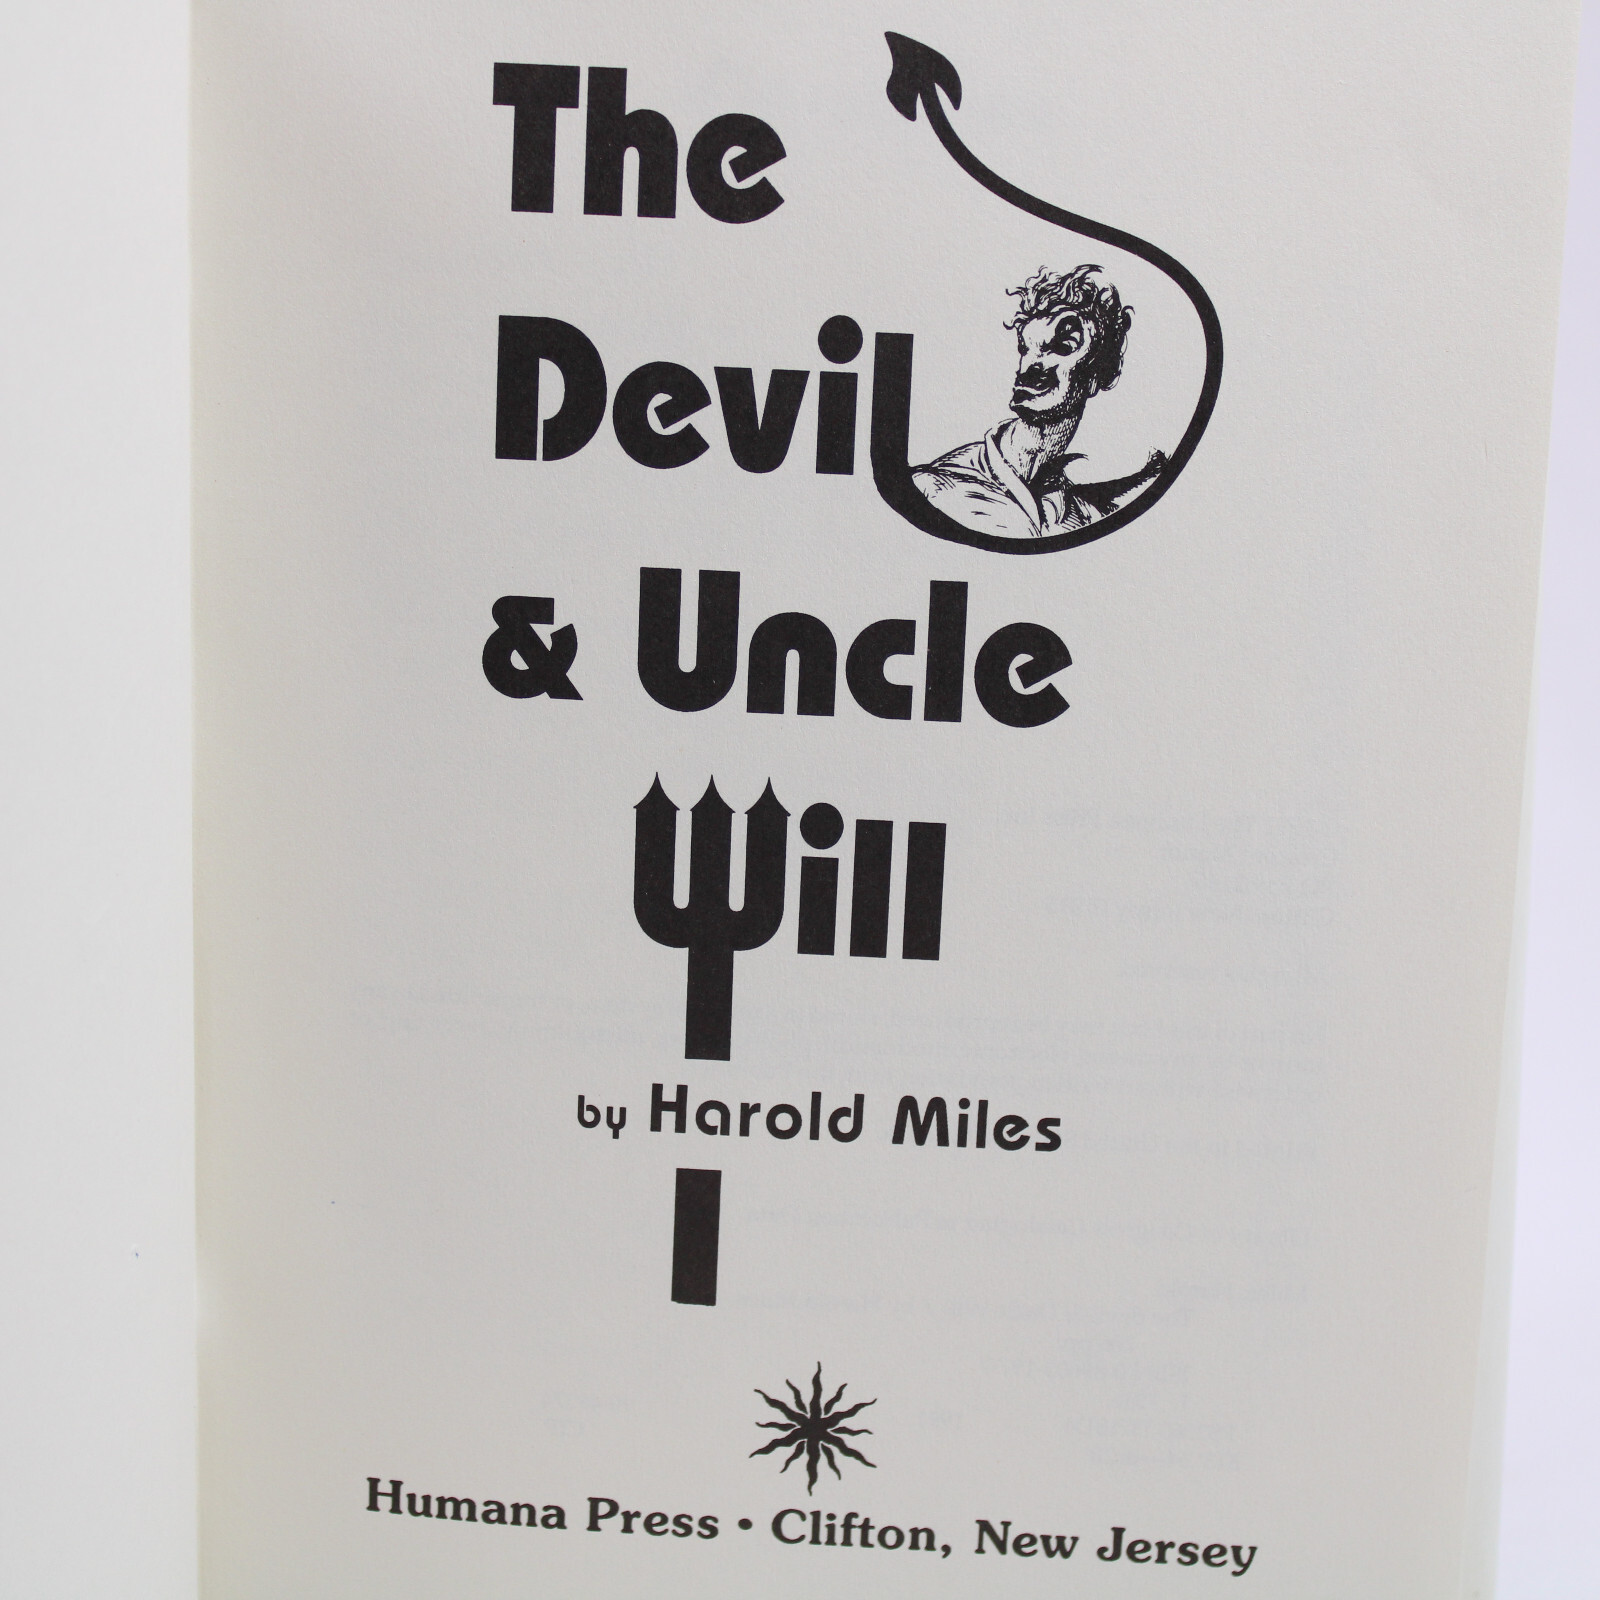 The
Devil
& Uncle
Will
by Harold Miles
Humana Press • Clifton, New Jersey